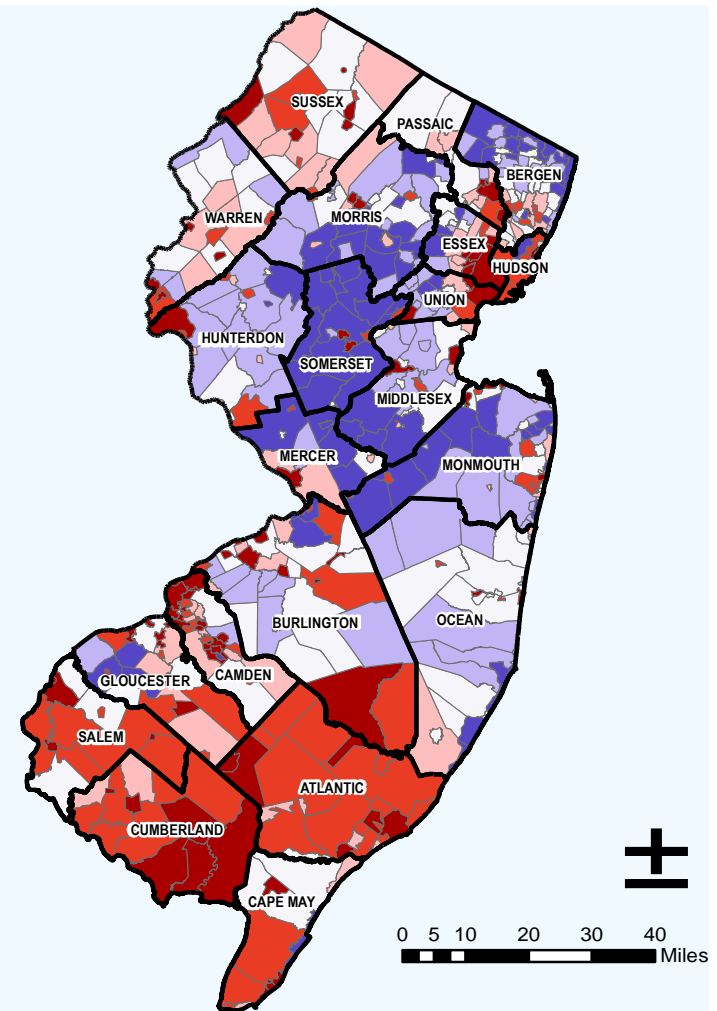 SUSSEX
PASSAIC
BERGEN
WARREN
MORRIS
ESSEX
HUDSON
UNION
HUNTERDON
SOMERSET
MIDDLESEX
MERCER
MONMOUTH
BURLINGTON
OCEAN
CAMDEN
GLOUCESTER
SALEM
ATLANTIC
CUMBERLAND
CAPE MAY
0 5 10 20 30 40
Miles